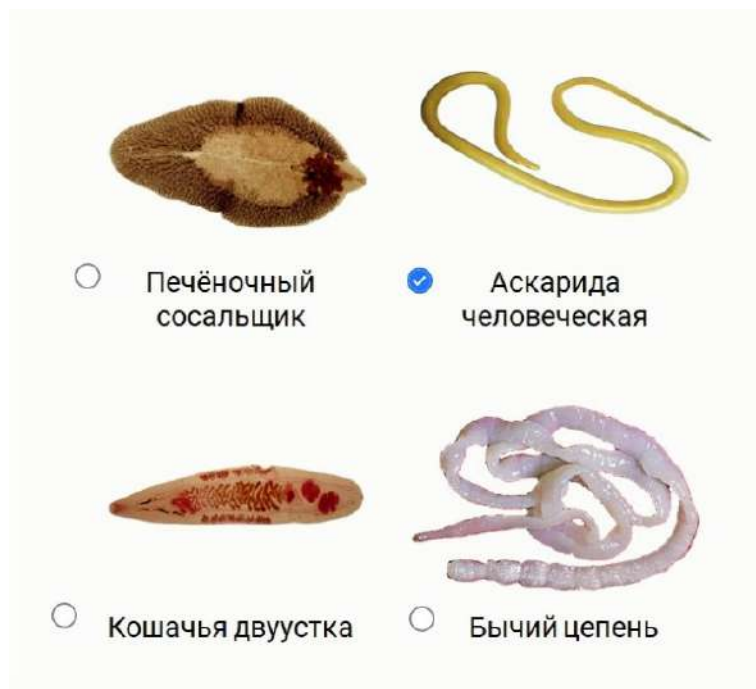 Печёночный
сосальщик
Аскарида
человеческая
Кошачья двуустка
Бычий цепень